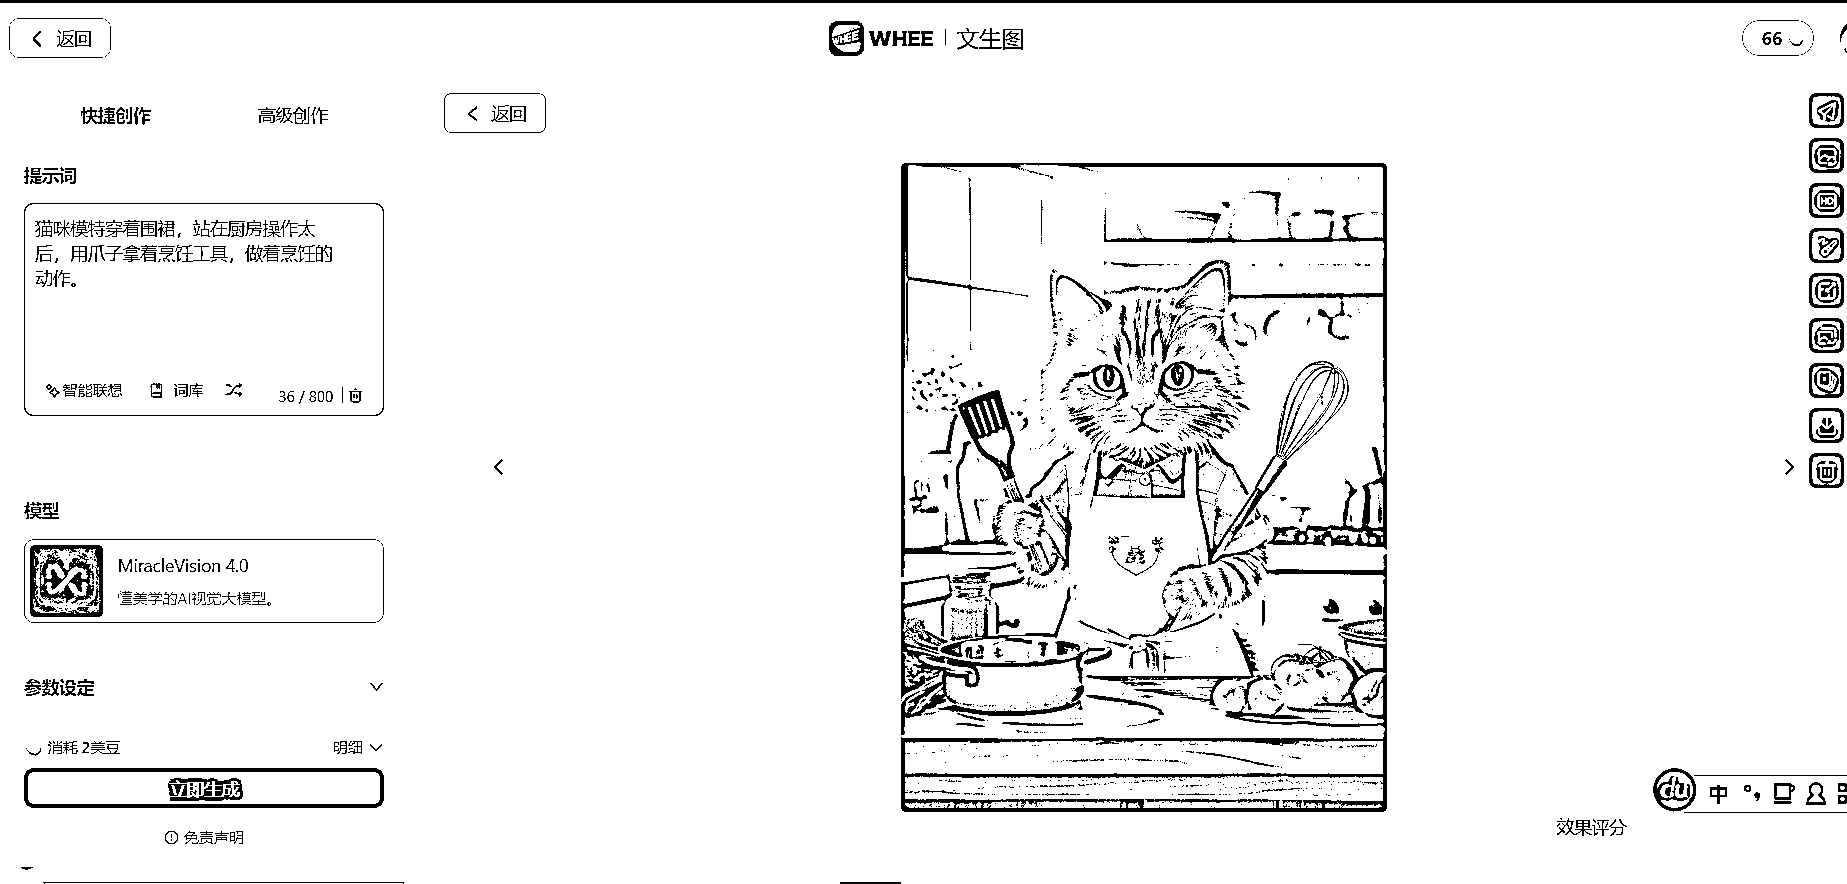 返回
WHEE 文生图
66
快捷创作 高级创作
返回
提示词
猫咪模特穿着围裙，站在厨房操作太
后，用爪子拿着烹饪工具，做着烹饪的
动作。
智能联想 词库 36 / 800
模型
MiracleVision 4.0
懂美学的AI视觉大模型。
参数设定
消耗 2美豆 明细
立即生成
免责声明
HD
du 中
效果评分